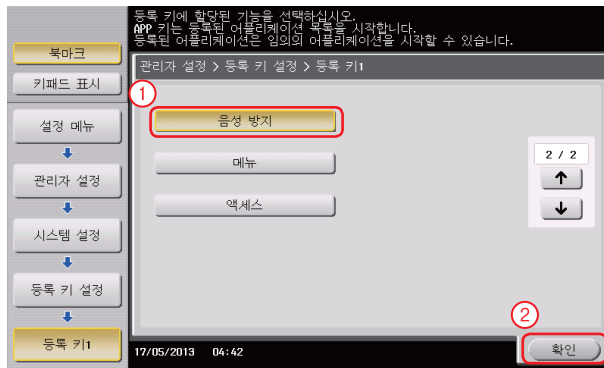 등록 키에 할당된 기능을 선택하십시오.
APP 키는 등록된 어플리케이션 목록을 시작합니다.
등록된 어플리케이션은 임의의 어플리케이션을 시작할 수 있습니다.
북마크
키패드 표시
관리자 설정 > 등록 키 설정 > 등록 키1
1
음성 방지
설정 메뉴
메뉴
2 / 2
관리자 설정
↑
액세스
↓
시스템 설정
등록 키 설정
2
등록 키1
17/05/2013 04:42
확인